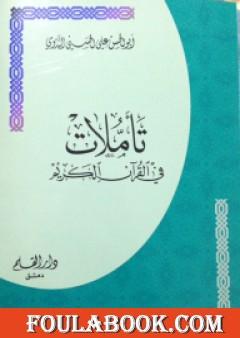 أبو الحسن علي الحسني الندوي
تأملات
في القرآن الكريم
دار القلم
دمشق
FOULABOOK.COM